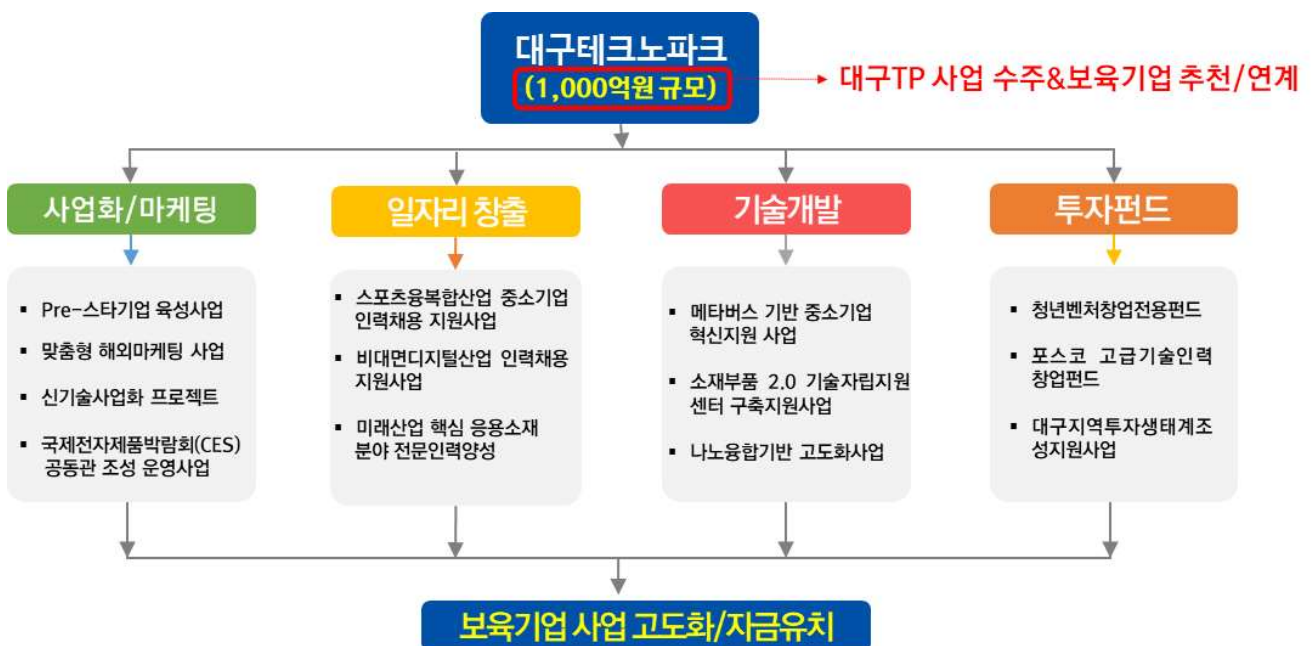 대구테크노파크
(1,000억원 규모)
대구TP 사업 수주&보육기업 추천/연계
사업화/마케팅
▪ Pre-스타기업 육성사업
▪ 맞춤형 해외마케팅 사업
▪ 신기술사업화 프로젝트
▪ 국제전자제품박람회(CES)
공동관 조성 운영사업
일자리 창출
▪ 스포츠융복합산업 중소기업
인력채용 지원사업
▪ 비대면디지털산업 인력채용
지원사업
▪ 미래산업 핵심 응용소재
분야 전문인력양성
기술개발
▪ 메타버스 기반 중소기업
혁신지원 사업
▪ 소재부품 2.0 기술자립지원
센터 구축지원사업
▪ 나노융합기반 고도화사업
투자펀드
▪ 청년벤처창업전용펀드
▪ 포스코 고급기술인력
창업펀드
▪ 대구지역투자생태계조
성지원사업
보육기업 사업 고도화/자금유치